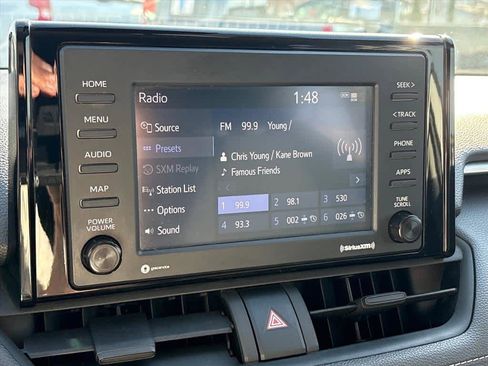 HOME
MENU
AUDIO
MAP
POWER
VOLUME
Radio
1:48
Source
FM 99.9 Young /
Presets
SXM Replay
Chris Young / Kane Brown
Famous Friends
Station List
Options
Sound
1 99.9
2 98.1
3 530
4 93.3
5 002
6 026
SEEK >
< TRACK
PHONE
APPS
TUNE
SCROLL
SiriusXM